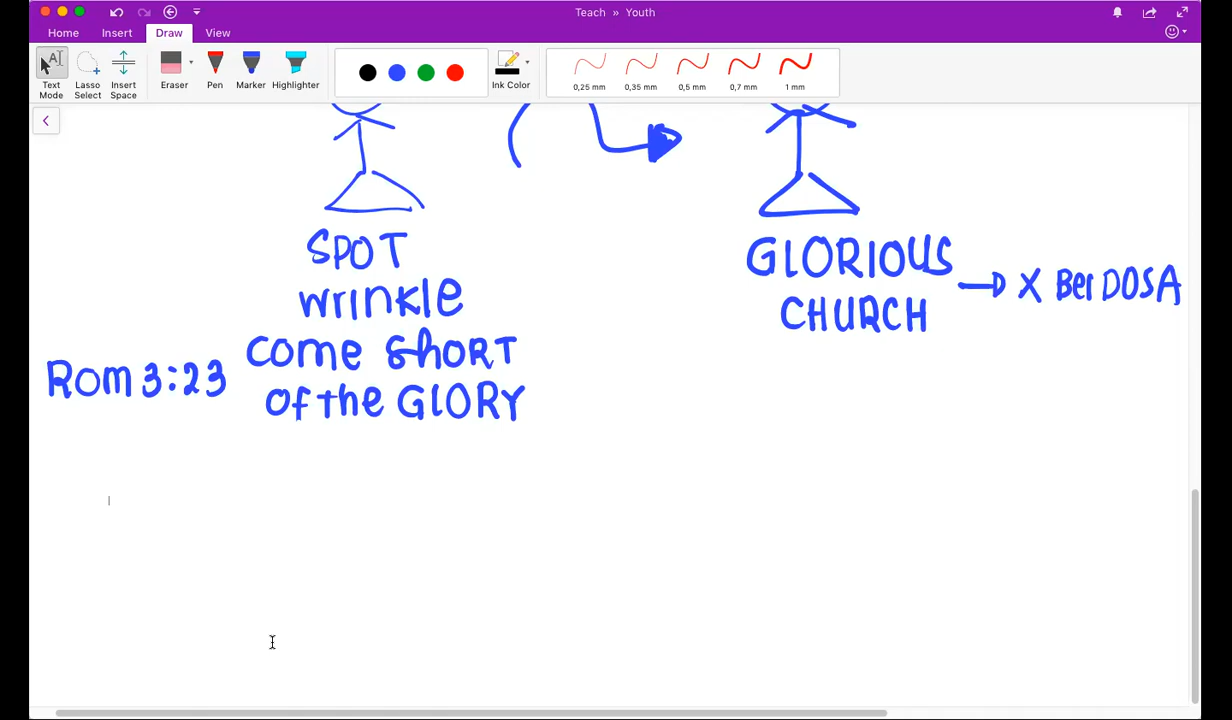 Teach » Youth
Home Insert Draw View
Text Mode
Lasso Select
Insert Space
Eraser
Pen
Marker
Highlighter
Ink Color
0,25 mm 0,35 mm 0,5 mm 0,7 mm 1 mm
SPOT
wrinkle
come short
of the GLORY
Rom 3:23
GLORIOUS
CHURCH
X Ber DOSA